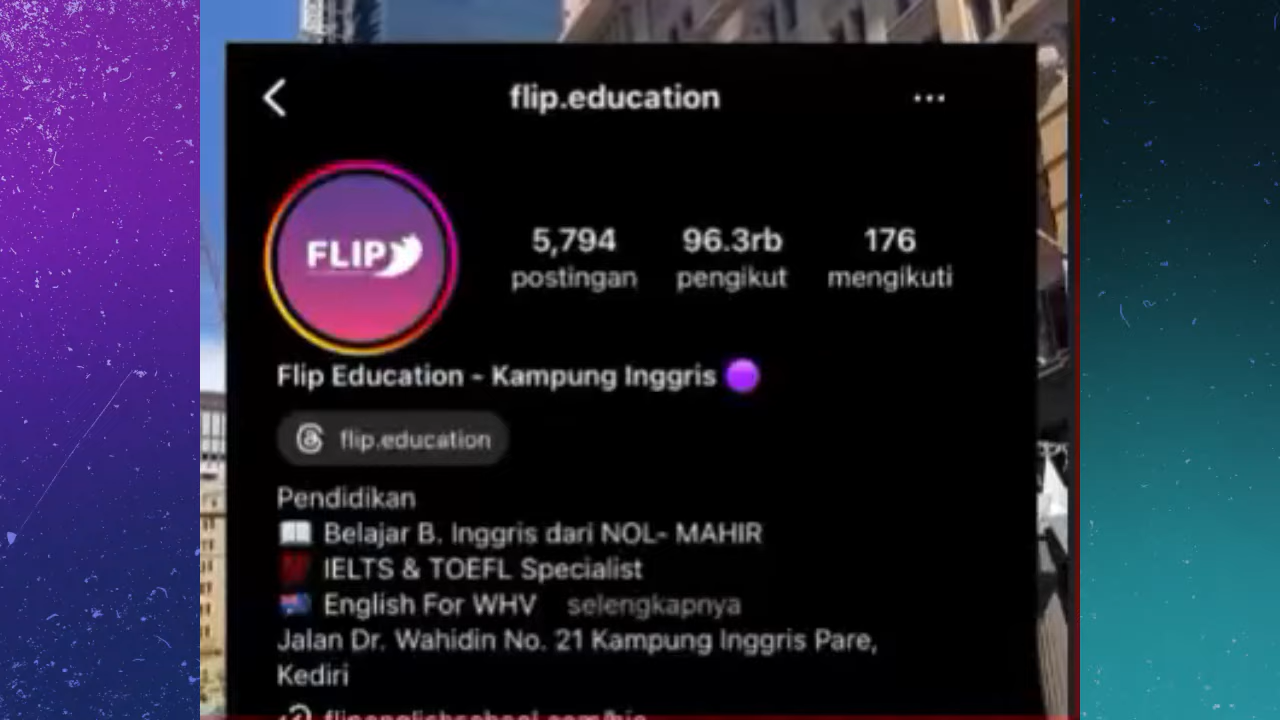 flip.education
FLIP
5,794 96.3rb 176
postingan pengikut mengikuti
Flip Education - Kampung Inggris
flip.education
Pendidikan
Belajar B. Inggris dari NOL- MAHIR
IELTS & TOEFL Specialist
English For WHV selengkapnya
Jalan Dr. Wahidin No. 21 Kampung Inggris Pare,
Kediri